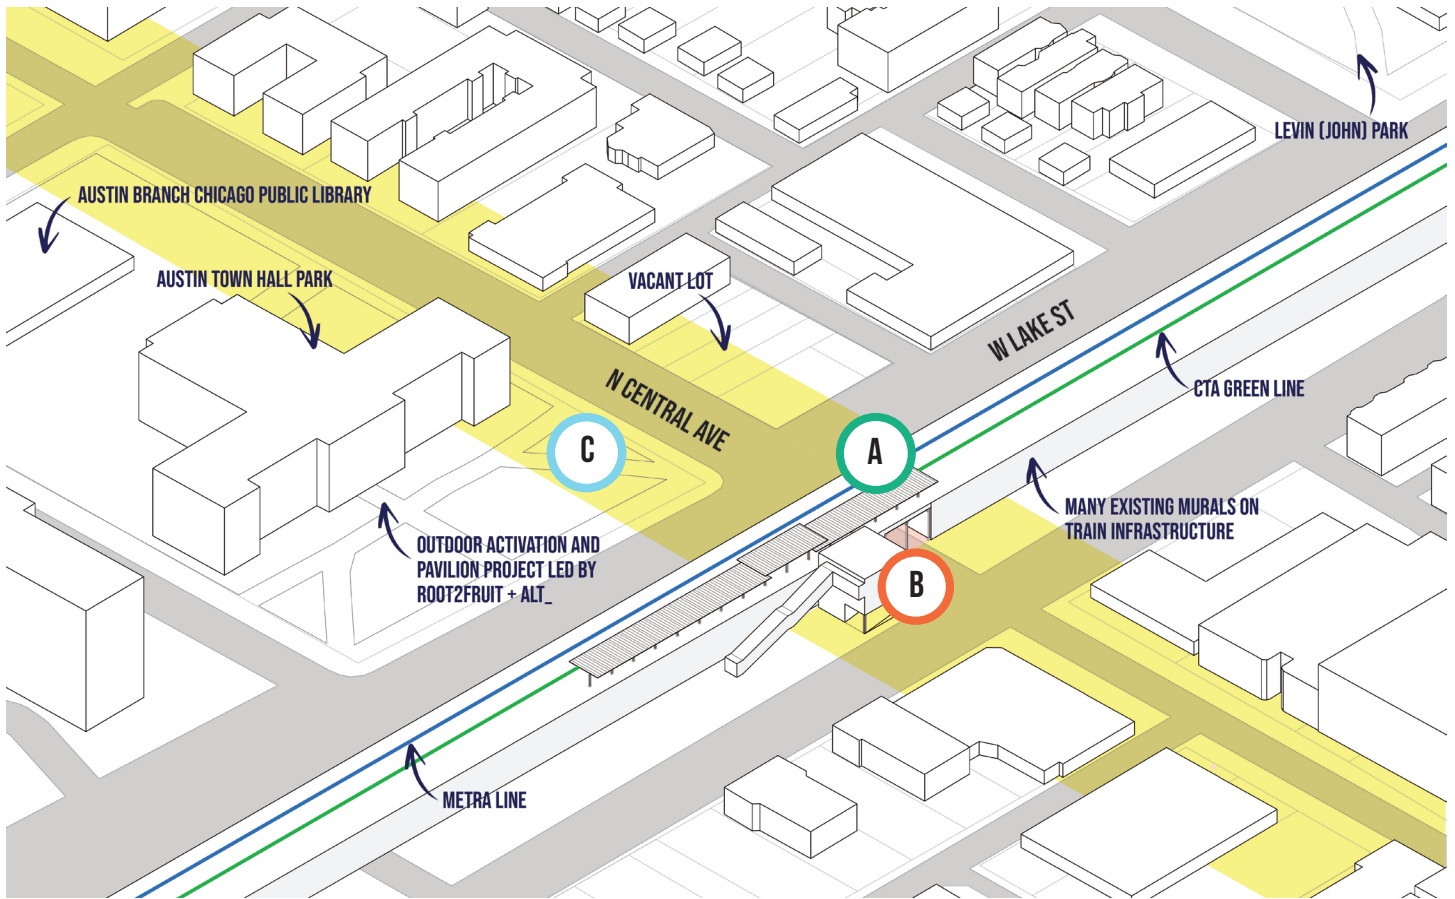 LEVIN (JOHN) PARK
AUSTIN BRANCH CHICAGO PUBLIC LIBRARY
AUSTIN TOWN HALL PARK
VACANT LOT
W LAKE ST
N CENTRAL AVE
CTA GREEN LINE
C
A
MANY EXISTING MURALS ON
TRAIN INFRASTRUCTURE
OUTDOOR ACTIVATION AND
PAVILION PROJECT LED BY
ROOT2FRUIT + ALT_
B
METRA LINE